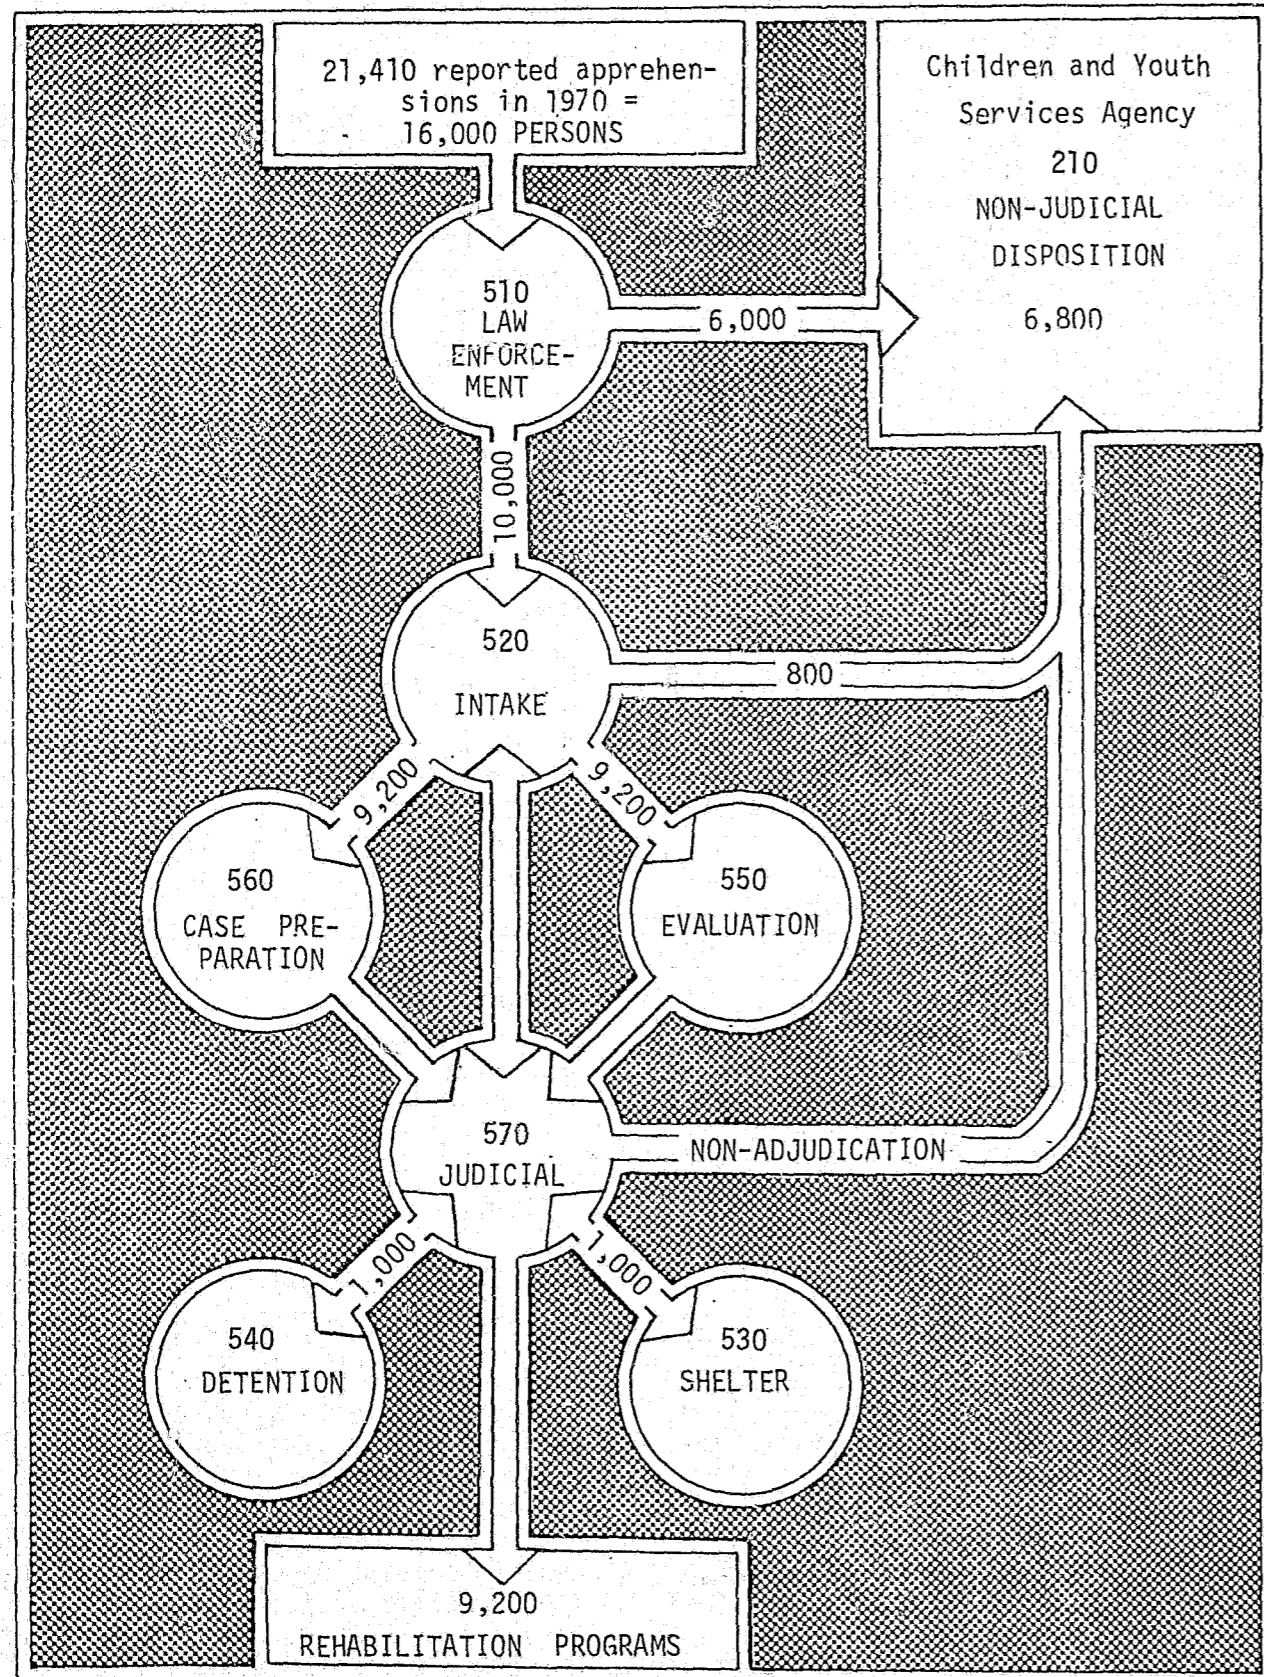 21,410 reported apprehen-
sions in 1970 =
16,000 PERSONS
Children and Youth
Services Agency
210
NON-JUDICIAL
DISPOSITION
6,800
510
LAW
ENFORCE-
MENT
6,000
10,000
520
INTAKE
800
9,200
9,200
560
CASE PRE-
PARATION
550
EVALUATION
570
JUDICIAL
NON-ADJUDICATION
1,000
1,000
540
DETENTION
530
SHELTER
9,200
REHABILITATION PROGRAMS